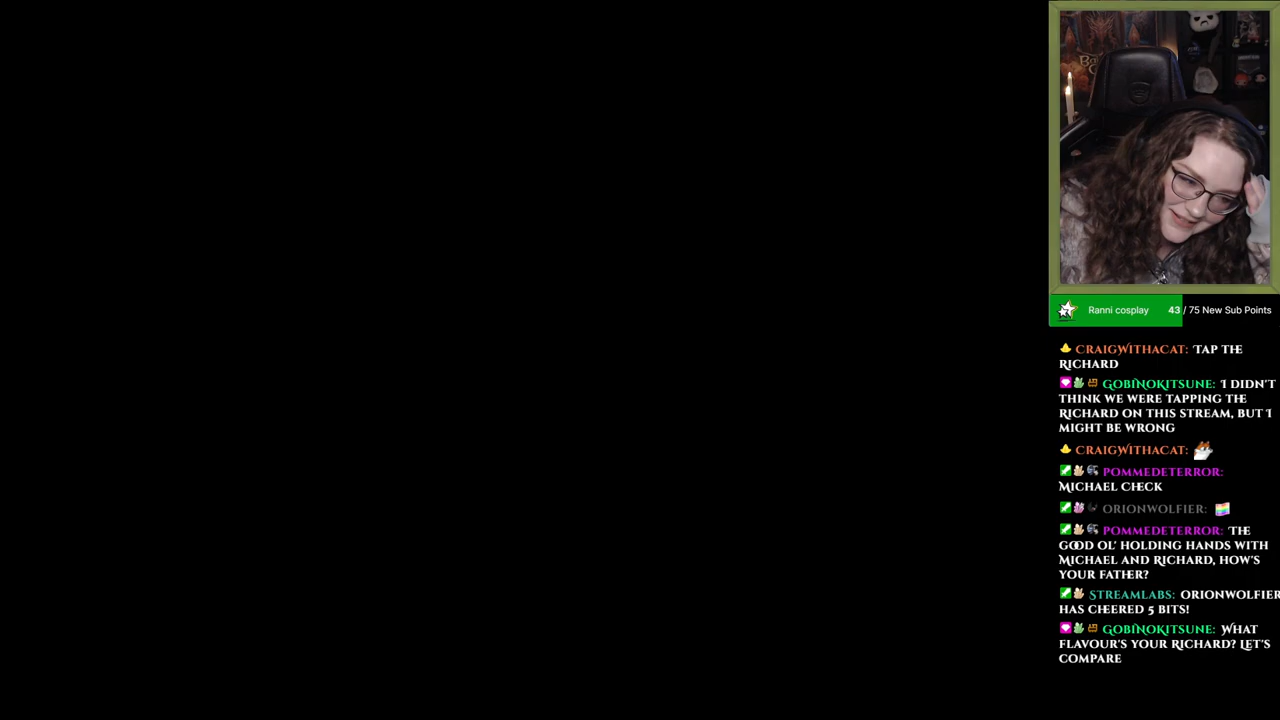 Ranni cosplay 43 / 75 New Sub Points
CRAIGWITHACAT: TAP THE
RICHARD
GOBINOKITSUNE: I DIDN'T
THINK WE WERE TAPPING THE
RICHARD ON THIS STREAM, BUT I
MIGHT BE WRONG
CRAIGWITHACAT:
POMMEDETERROR:
MICHAEL CHECK
ORIONWOLFIER:
POMMEDETERROR: THE
GOOD OL' HOLDING HANDS WITH
MICHAEL AND RICHARD, HOW'S
YOUR FATHER?
STREAMLABS: ORIONWOLFIER
HAS CHEERED 5 BITS!
GOBINOKITSUNE: WHAT
FLAVOUR'S YOUR RICHARD? LET'S
COMPARE